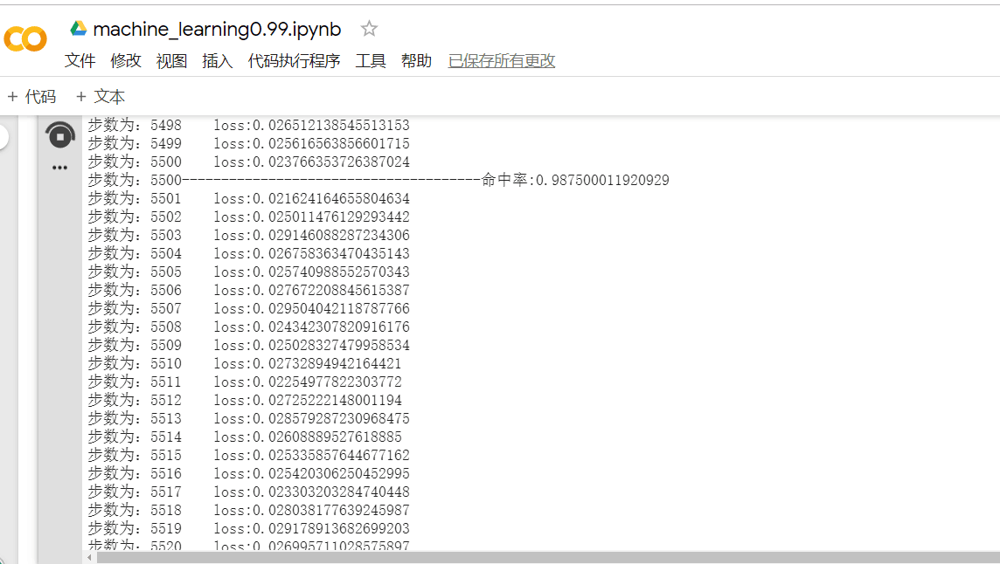 machine_learning0.99.ipynb
文件 修改 视图 插入 代码执行程序 工具 帮助 已保存所有更改
+ 代码 + 文本
步数为: 5498 loss:0.026512138545513153
步数为: 5499 loss:0.025616563856601715
步数为: 5500 loss:0.023766353726387024
步数为: 5500--------------------------------------命中率:0.987500011920929
步数为: 5501 loss:0.021624164655804634
步数为: 5502 loss:0.025011476129293442
步数为: 5503 loss:0.029146088287234306
步数为: 5504 loss:0.026758363470435143
步数为: 5505 loss:0.025740988552570343
步数为: 5506 loss:0.027672208845615387
步数为: 5507 loss:0.029504042118787766
步数为: 5508 loss:0.024342307820916176
步数为: 5509 loss:0.025028327479958534
步数为: 5510 loss:0.02732894942164421
步数为: 5511 loss:0.02254977822303772
步数为: 5512 loss:0.02725222148001194
步数为: 5513 loss:0.028579287230968475
步数为: 5514 loss:0.02608889527618885
步数为: 5515 loss:0.025335857644677162
步数为: 5516 loss:0.025420306250452995
步数为: 5517 loss:0.023303203284740448
步数为: 5518 loss:0.028038177639245987
步数为: 5519 loss:0.029178913682699203
步数为: 5520 loss:0.026995711028575897